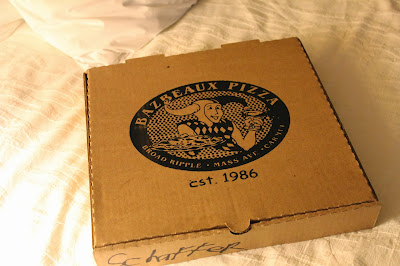 BAZBEAUX PIZZA
BROAD RIPPLE • MASS AVE • CARMEL
est. 1986